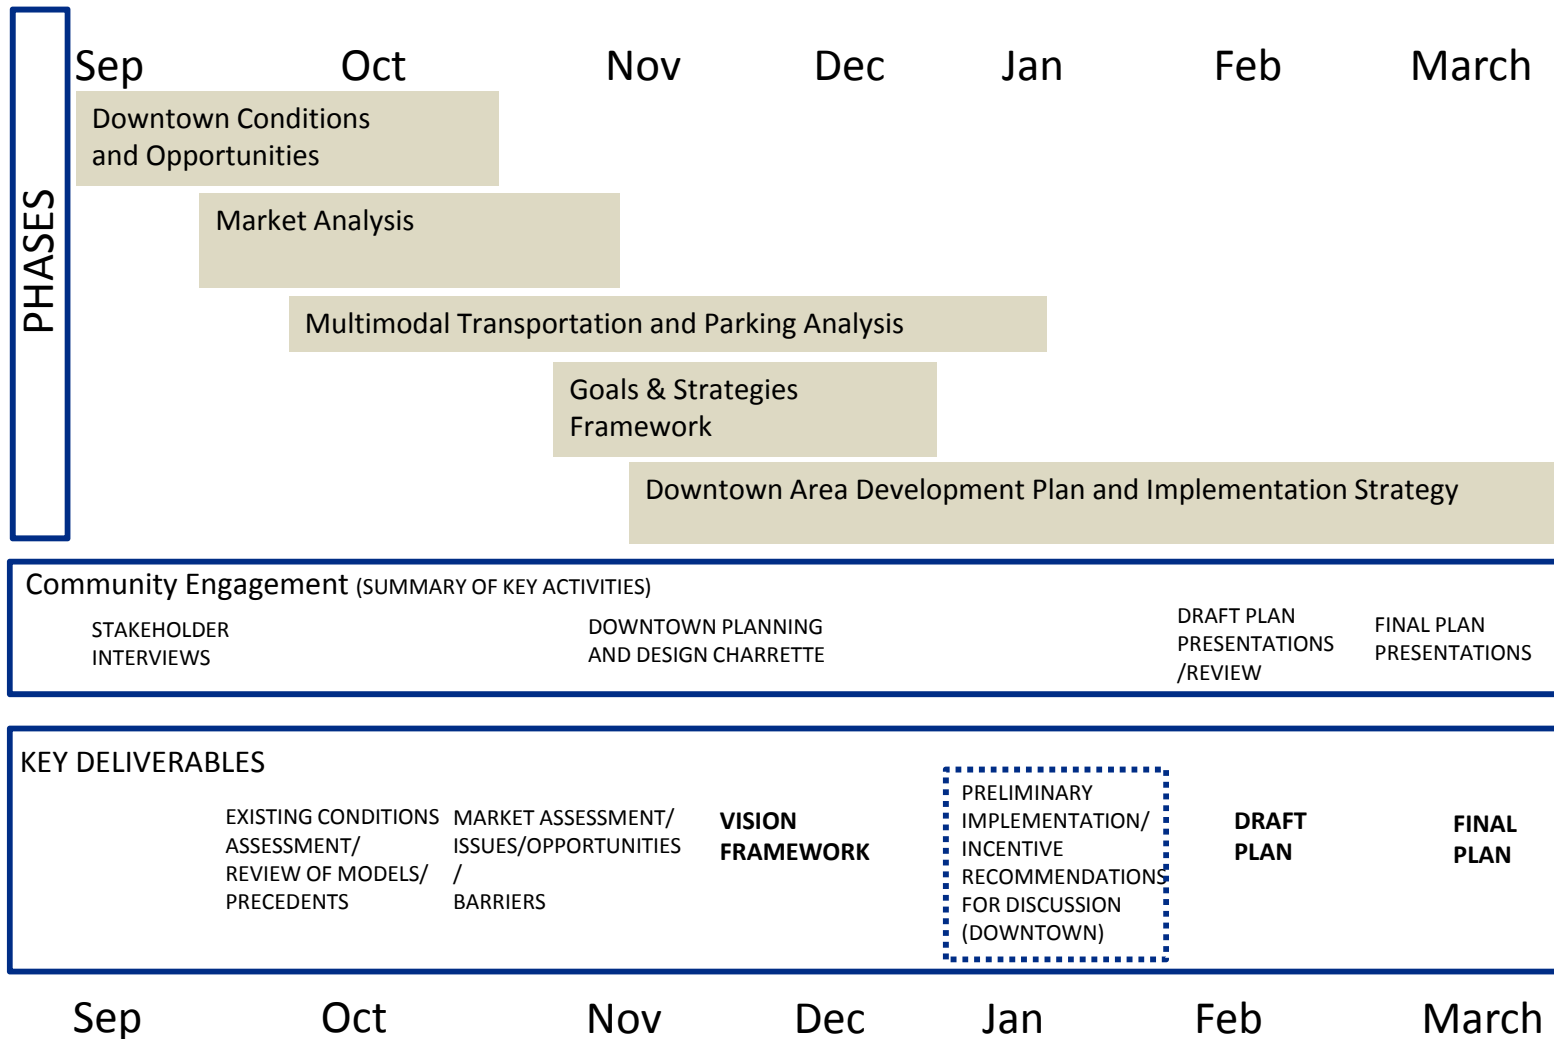 PHASES
Sep Oct Nov Dec Jan Feb March
Downtown Conditions
and Opportunities
Market Analysis
Multimodal Transportation and Parking Analysis
Goals & Strategies
Framework
Downtown Area Development Plan and Implementation Strategy
Community Engagement (SUMMARY OF KEY ACTIVITIES)
STAKEHOLDER
INTERVIEWS
DOWNTOWN PLANNING
AND DESIGN CHARRETTE
DRAFT PLAN
PRESENTATIONS
/REVIEW
FINAL PLAN
PRESENTATIONS
KEY DELIVERABLES
EXISTING CONDITIONS
ASSESSMENT/
REVIEW OF MODELS/
PRECEDENTS
MARKET ASSESSMENT/
ISSUES/OPPORTUNITIES
/
BARRIERS
VISION
FRAMEWORK
PRELIMINARY
IMPLEMENTATION/
INCENTIVE
RECOMMENDATIONS
FOR DISCUSSION
(DOWNTOWN)
DRAFT
PLAN
FINAL
PLAN
Sep Oct Nov Dec Jan Feb March